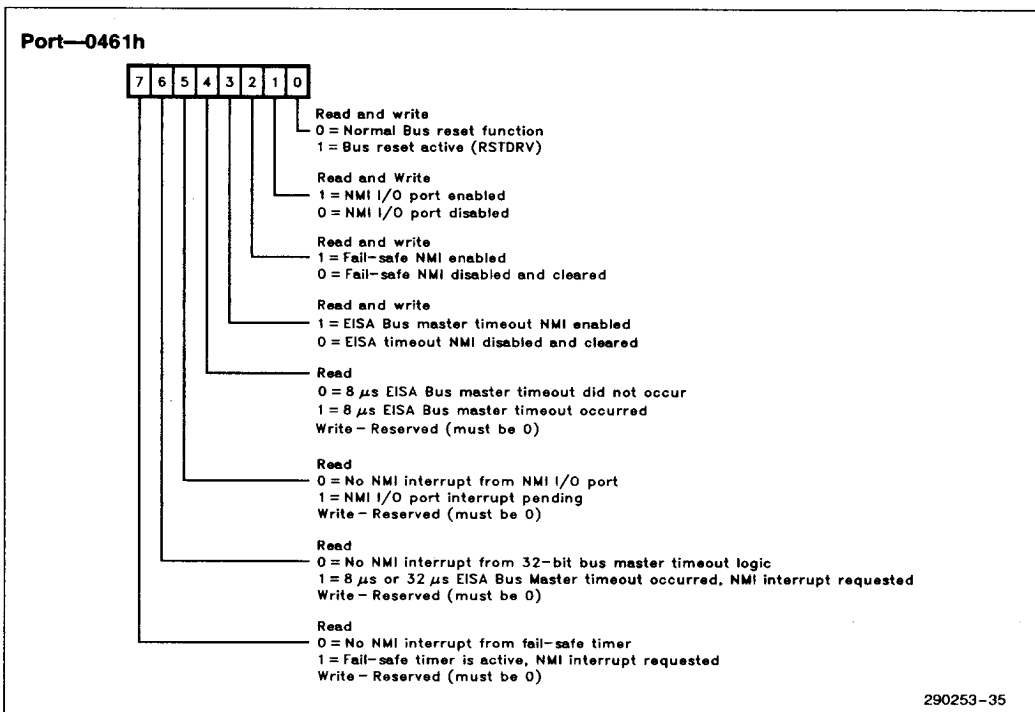 Port—0461h
7 6 5 4 3 2 1 0
Read and write
0 = Normal Bus reset function
1 = Bus reset active (RSTDRV)
Read and Write
1 = NMI I/O port enabled
0 = NMI I/O port disabled
Read and write
1 = Fail-safe NMI enabled
0 = Fail-safe NMI disabled and cleared
Read and write
1 = EISA Bus master timeout NMI enabled
0 = EISA timeout NMI disabled and cleared
Read
0 = 8 µs EISA Bus master timeout did not occur
1 = 8 µs EISA Bus master timeout occurred
Write – Reserved (must be 0)
Read
0 = No NMI interrupt from NMI I/O port
1 = NMI I/O port interrupt pending
Write – Reserved (must be 0)
Read
0 = No NMI interrupt from 32-bit bus master timeout logic
1 = 8 µs or 32 µs EISA Bus Master timeout occurred, NMI interrupt requested
Write – Reserved (must be 0)
Read
0 = No NMI interrupt from fail-safe timer
1 = Fail-safe timer is active, NMI interrupt requested
Write – Reserved (must be 0)
290253-35